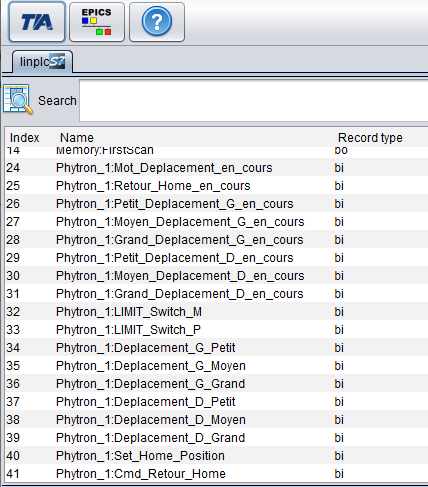 TIA
EPICS
?
linplcS7
Search
Index Name Record type
14 Memory:FirstScan bo
24 Phytron_1:Mot_Deplacement_en_cours bi
25 Phytron_1:Retour_Home_en_cours bi
26 Phytron_1:Petit_Deplacement_G_en_cours bi
27 Phytron_1:Moyen_Deplacement_G_en_cours bi
28 Phytron_1:Grand_Deplacement_G_en_cours bi
29 Phytron_1:Petit_Deplacement_D_en_cours bi
30 Phytron_1:Moyen_Deplacement_D_en_cours bi
31 Phytron_1:Grand_Deplacement_D_en_cours bi
32 Phytron_1:LIMIT_Switch_M bi
33 Phytron_1:LIMIT_Switch_P bi
34 Phytron_1:Deplacement_G_Petit bi
35 Phytron_1:Deplacement_G_Moyen bi
36 Phytron_1:Deplacement_G_Grand bi
37 Phytron_1:Deplacement_D_Petit bi
38 Phytron_1:Deplacement_D_Moyen bi
39 Phytron_1:Deplacement_D_Grand bi
40 Phytron_1:Set_Home_Position bi
41 Phytron_1:Cmd_Retour_Home bi